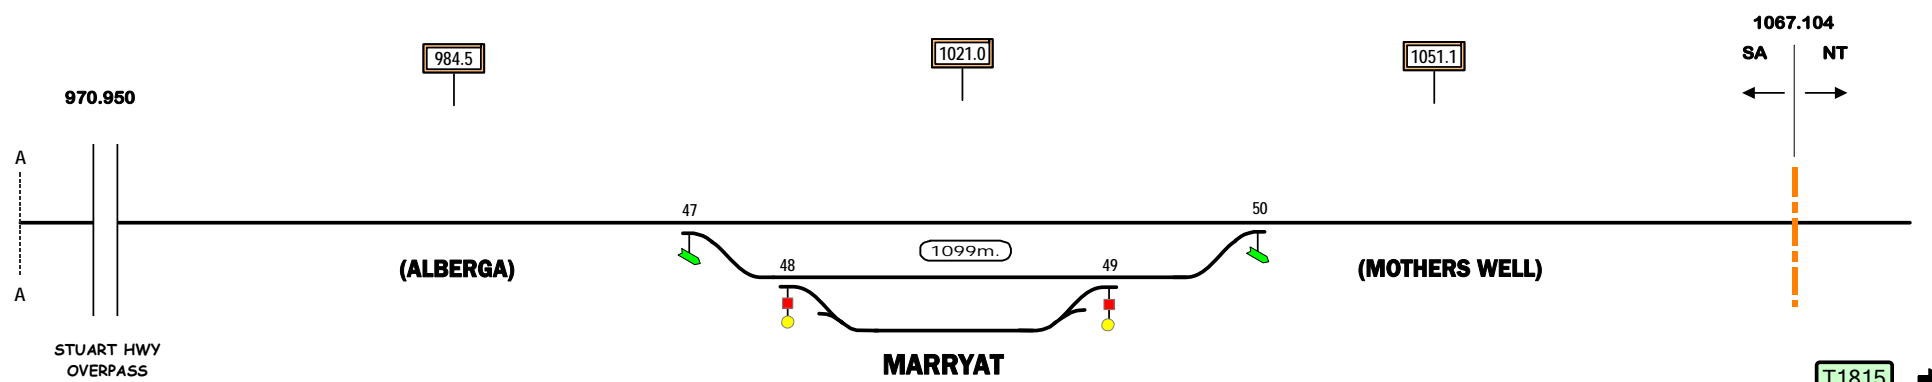 1067.104
SA NT
984.5
1021.0
1051.1
970.950
A
47
50
1099m.
(ALBERGA)
48
49
(MOTHERS WELL)
A
STUART HWY
OVERPASS
MARRYAT
T1815